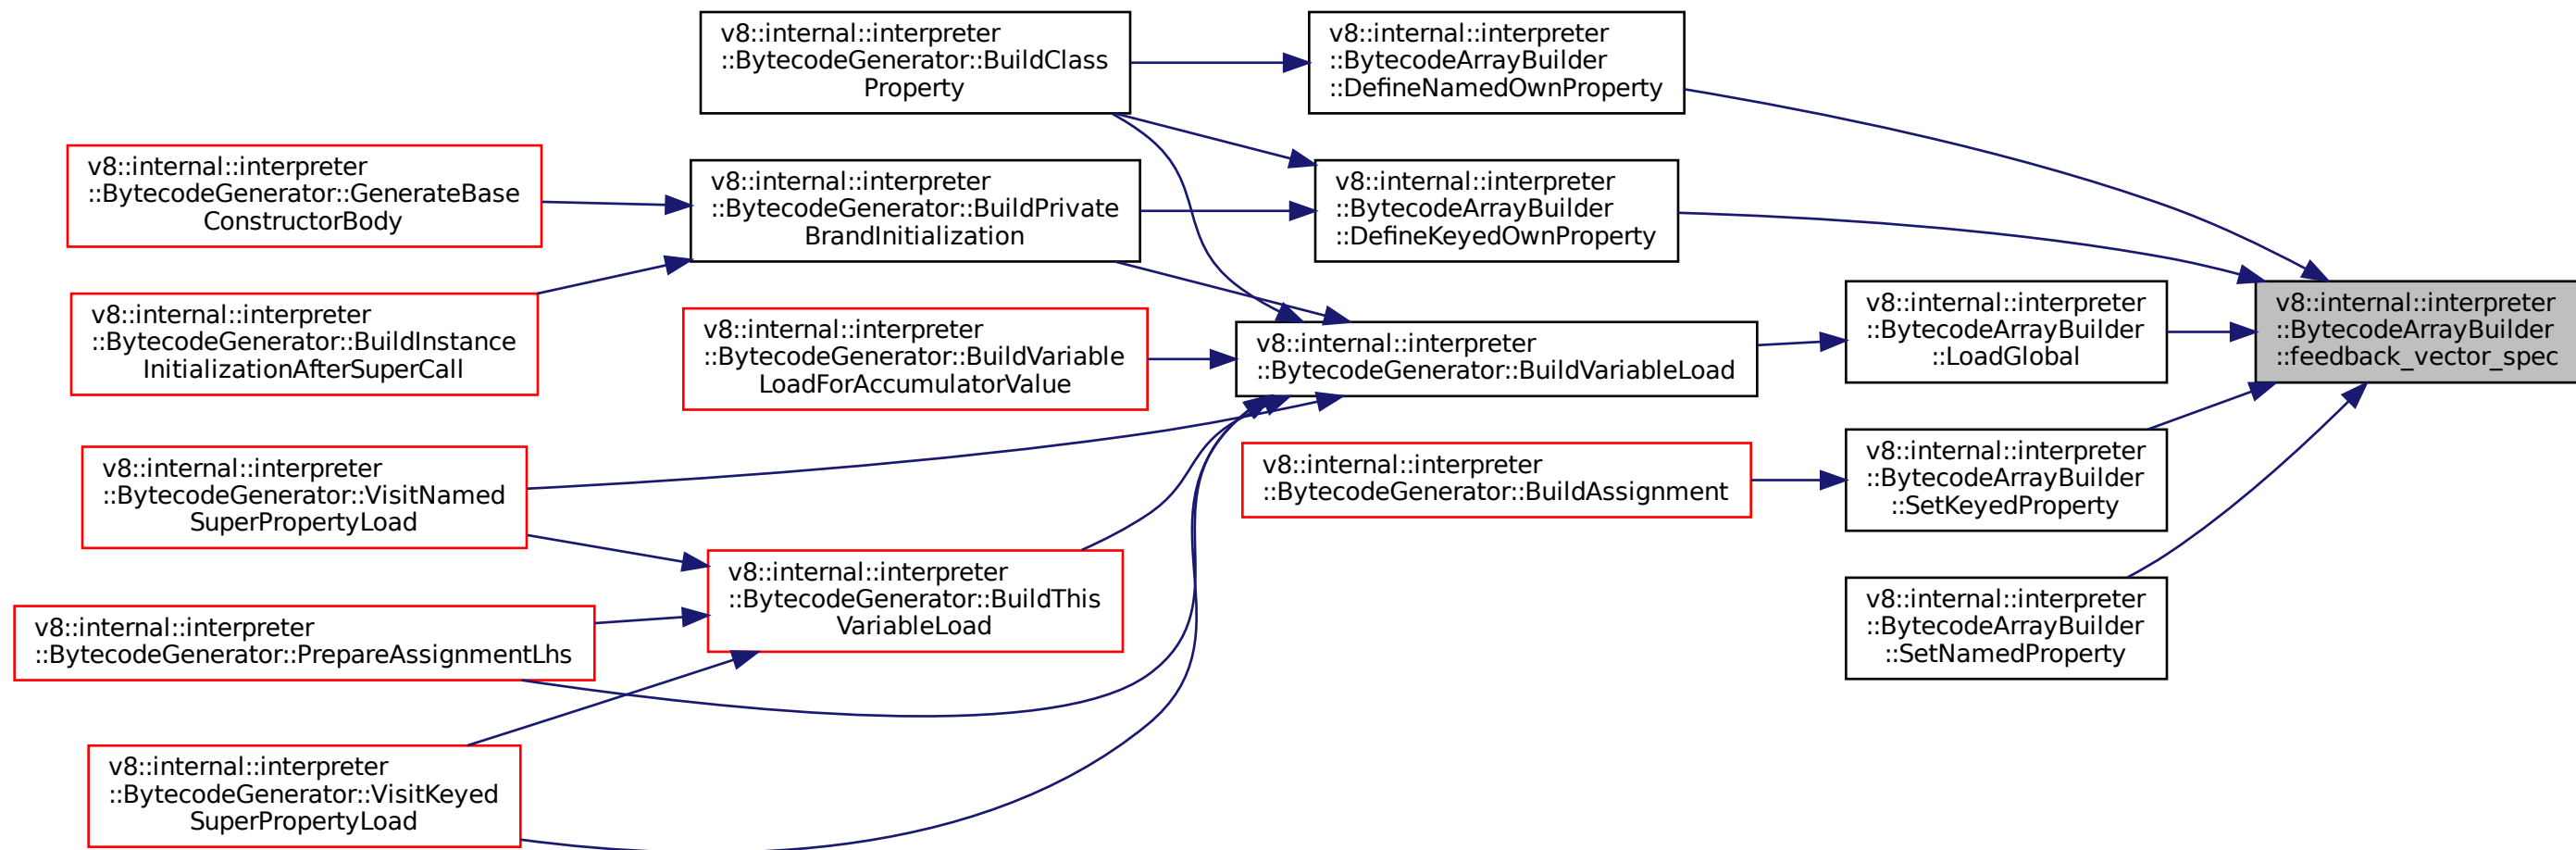 v8::internal::interpreter
::BytecodeGenerator::BuildClass
Property
v8::internal::interpreter
::BytecodeArrayBuilder
::DefineNamedOwnProperty
v8::internal::interpreter
::BytecodeGenerator::GenerateBase
ConstructorBody
v8::internal::interpreter
::BytecodeGenerator::BuildPrivate
BrandInitialization
v8::internal::interpreter
::BytecodeArrayBuilder
::DefineKeyedOwnProperty
v8::internal::interpreter
::BytecodeGenerator::BuildInstance
InitializationAfterSuperCall
v8::internal::interpreter
::BytecodeGenerator::BuildVariable
LoadForAccumulatorValue
v8::internal::interpreter
::BytecodeGenerator::BuildVariableLoad
v8::internal::interpreter
::BytecodeArrayBuilder
::LoadGlobal
v8::internal::interpreter
::BytecodeArrayBuilder
::feedback_vector_spec
v8::internal::interpreter
::BytecodeGenerator::VisitNamed
SuperPropertyLoad
v8::internal::interpreter
::BytecodeGenerator::BuildAssignment
v8::internal::interpreter
::BytecodeArrayBuilder
::SetKeyedProperty
v8::internal::interpreter
::BytecodeGenerator::BuildThis
VariableLoad
v8::internal::interpreter
::BytecodeArrayBuilder
::SetNamedProperty
v8::internal::interpreter
::BytecodeGenerator::PrepareAssignmentLhs
v8::internal::interpreter
::BytecodeGenerator::VisitKeyed
SuperPropertyLoad